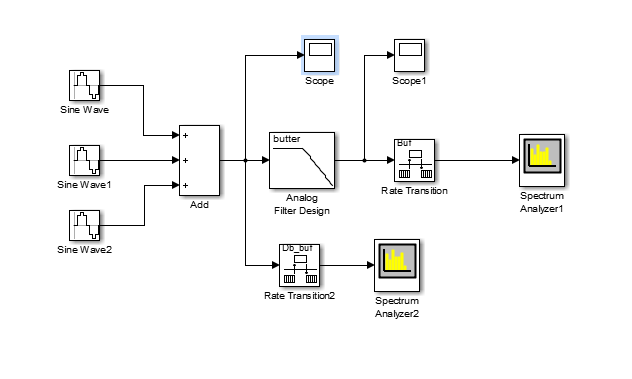 Scope
Scope1
Sine Wave
+
+
+
Sine Wave1
Add
butter
Analog
Filter Design
Buf
Rate Transition
Spectrum
Analyzer1
Sine Wave2
Db_buf
Rate Transition2
Spectrum
Analyzer2